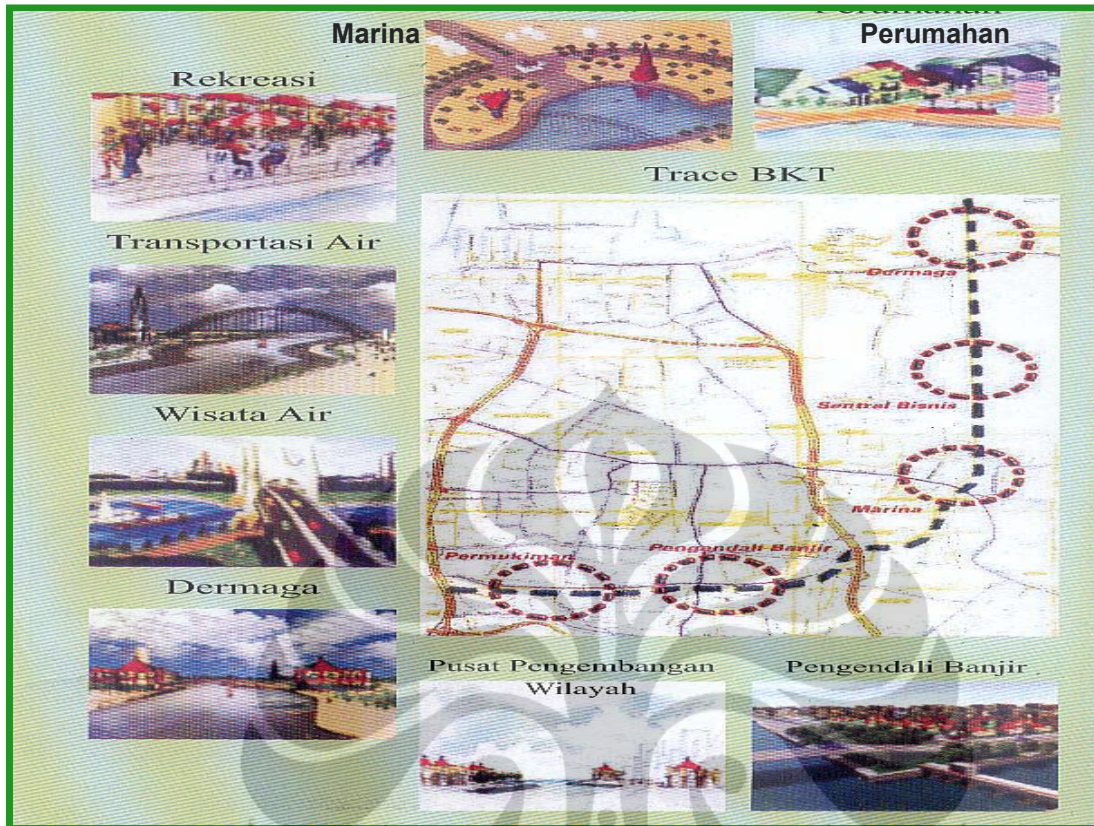 Perumahan
Marina
Perumahan
Rekreasi
Trace BKT
Transportasi Air
Dermaga
Wisata Air
Sentral Bisnis
Marina
Permukiman
Pengendali Banjir
Dermaga
Pusat Pengembangan
Wilayah
Pengendali Banjir